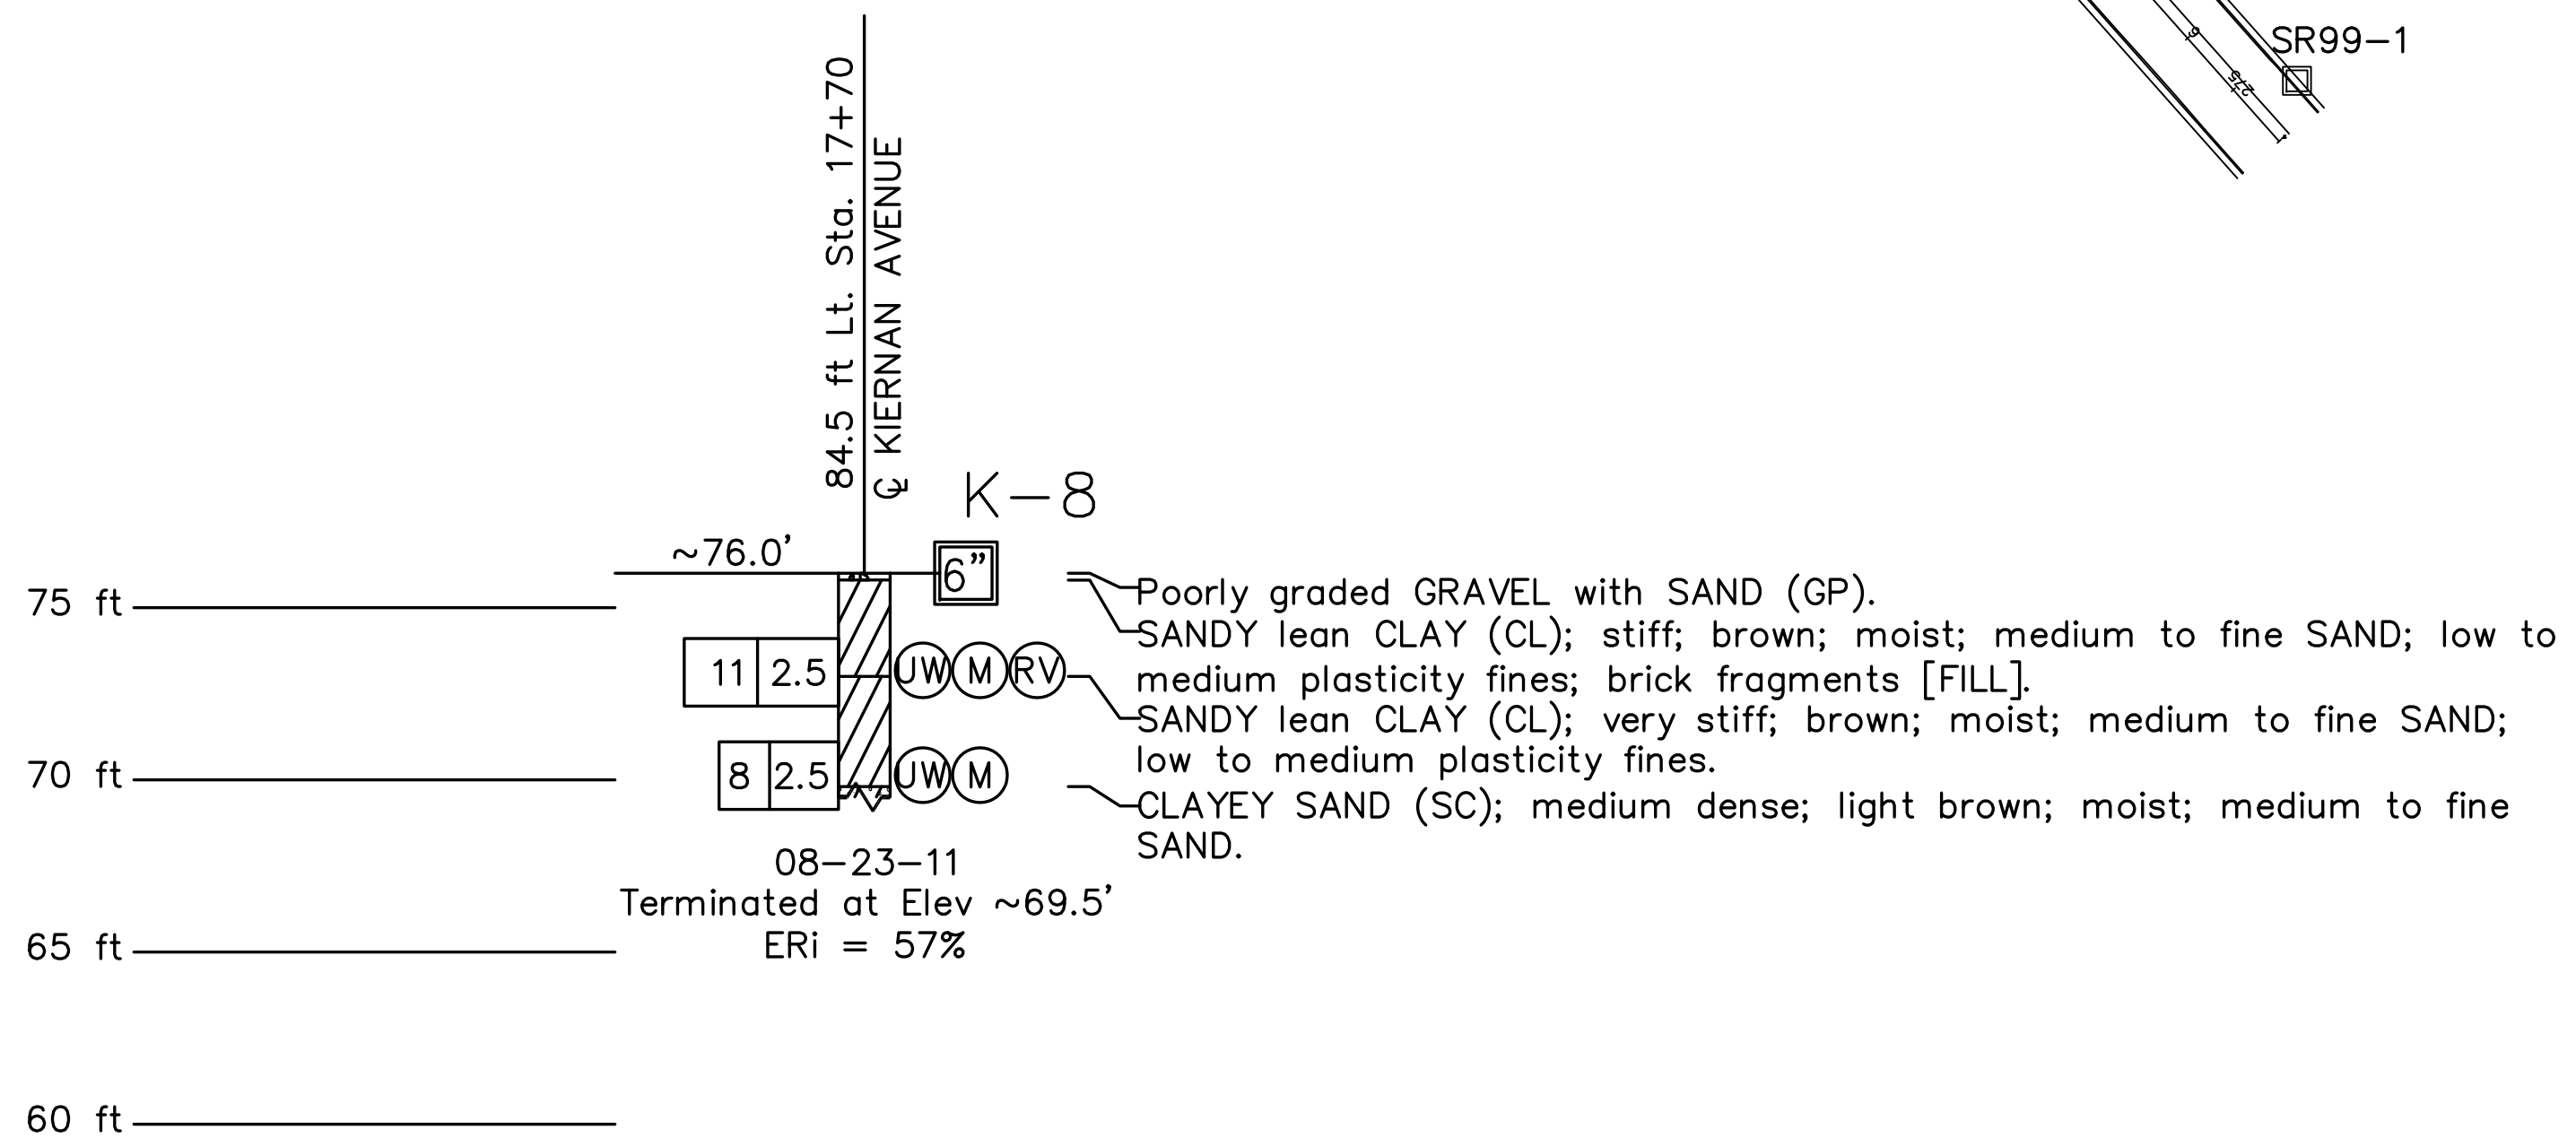 SR99-1
6
275
84.5 ft Lt. Sta. 17+70
℄ KIERNAN AVENUE
K-8
~76.0'
6"
75 ft
Poorly graded GRAVEL with SAND (GP).
SANDY lean CLAY (CL); stiff; brown; moist; medium to fine SAND; low to
medium plasticity fines; brick fragments [FILL].
11 2.5 UW M RV
SANDY lean CLAY (CL); very stiff; brown; moist; medium to fine SAND;
low to medium plasticity fines.
70 ft
8 2.5 UW M
CLAYEY SAND (SC); medium dense; light brown; moist; medium to fine
SAND.
08-23-11
Terminated at Elev ~69.5'
ERi = 57%
65 ft
60 ft